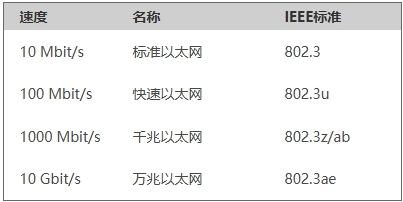 速度 名称 IEEE标准
10 Mbit/s 标准以太网 802.3
100 Mbit/s 快速以太网 802.3u
1000 Mbit/s 千兆以太网 802.3z/ab
10 Gbit/s 万兆以太网 802.3ae